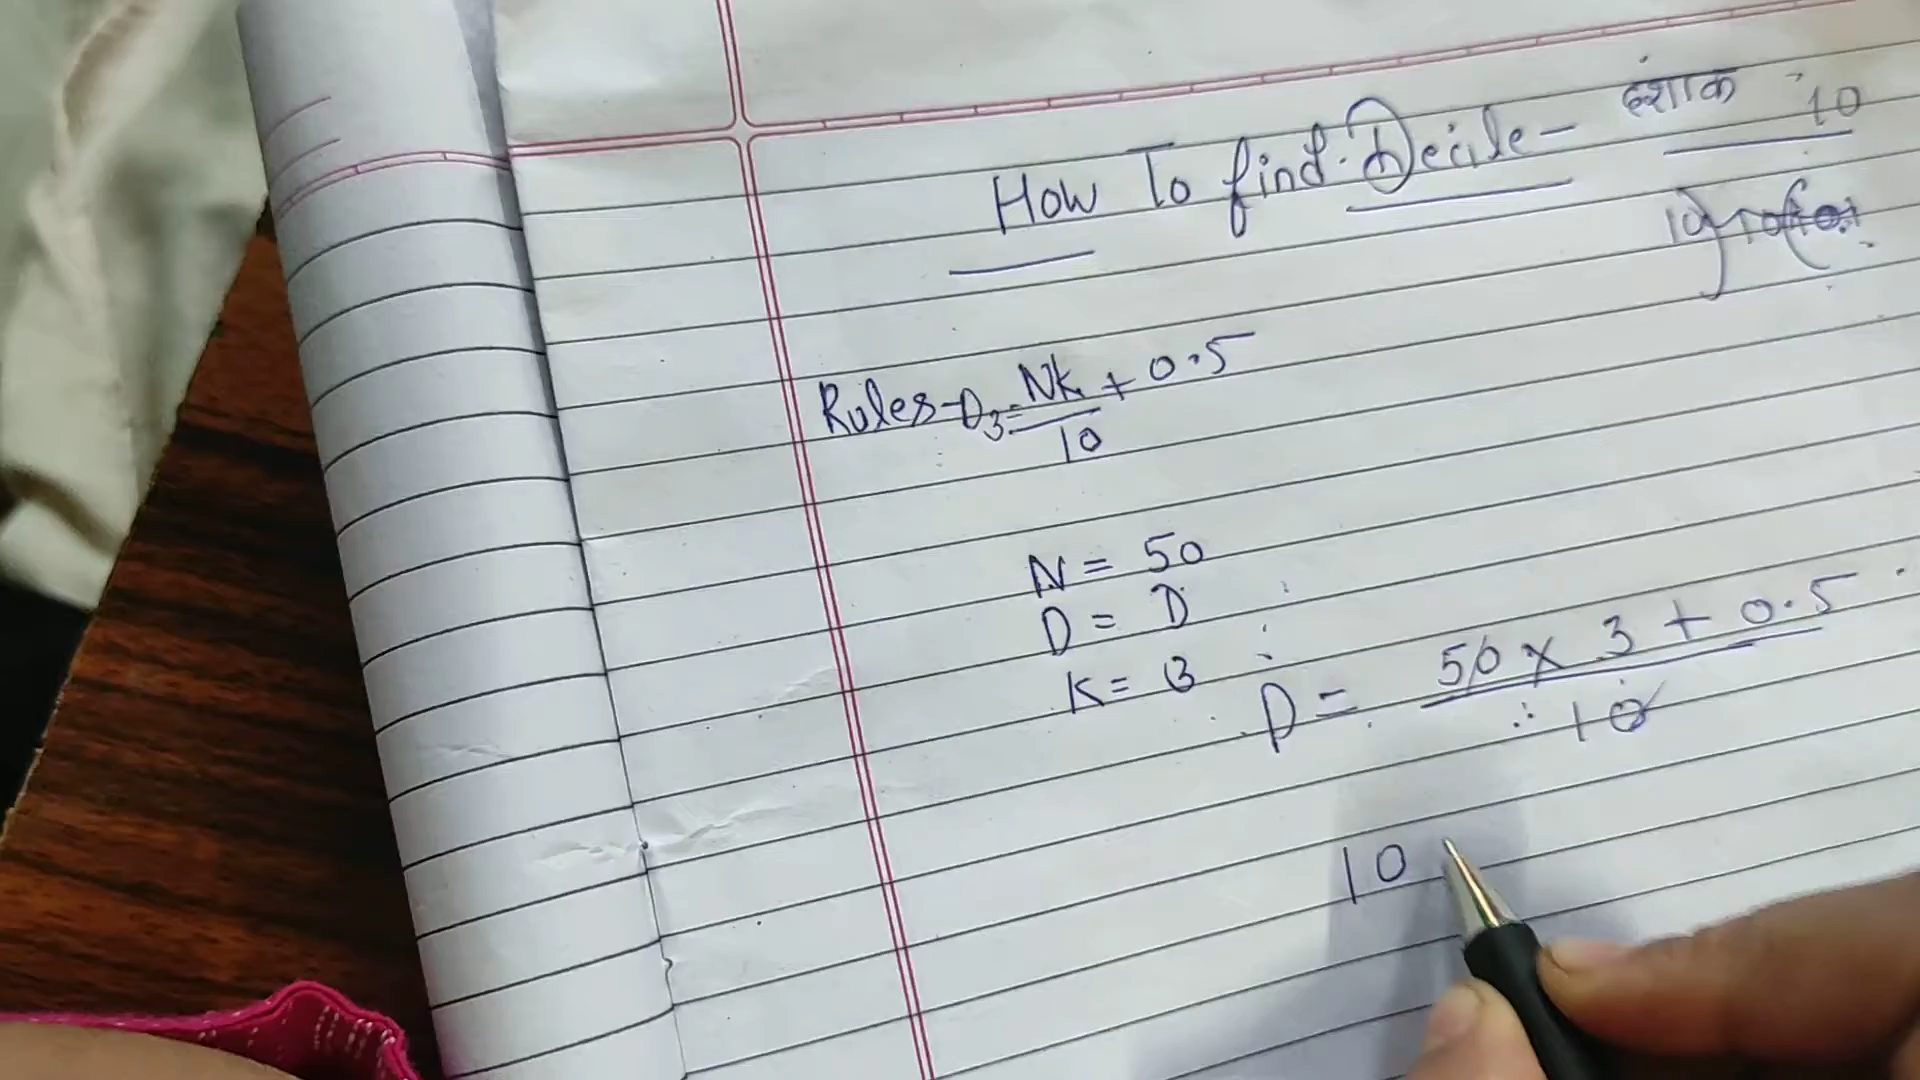 How To find Decile - दशांक 10
Rules - D3 = Nk/10 + 0.5
N = 50
D = D
K = 3
D = 50 x 3 + 0.5 / 10
10